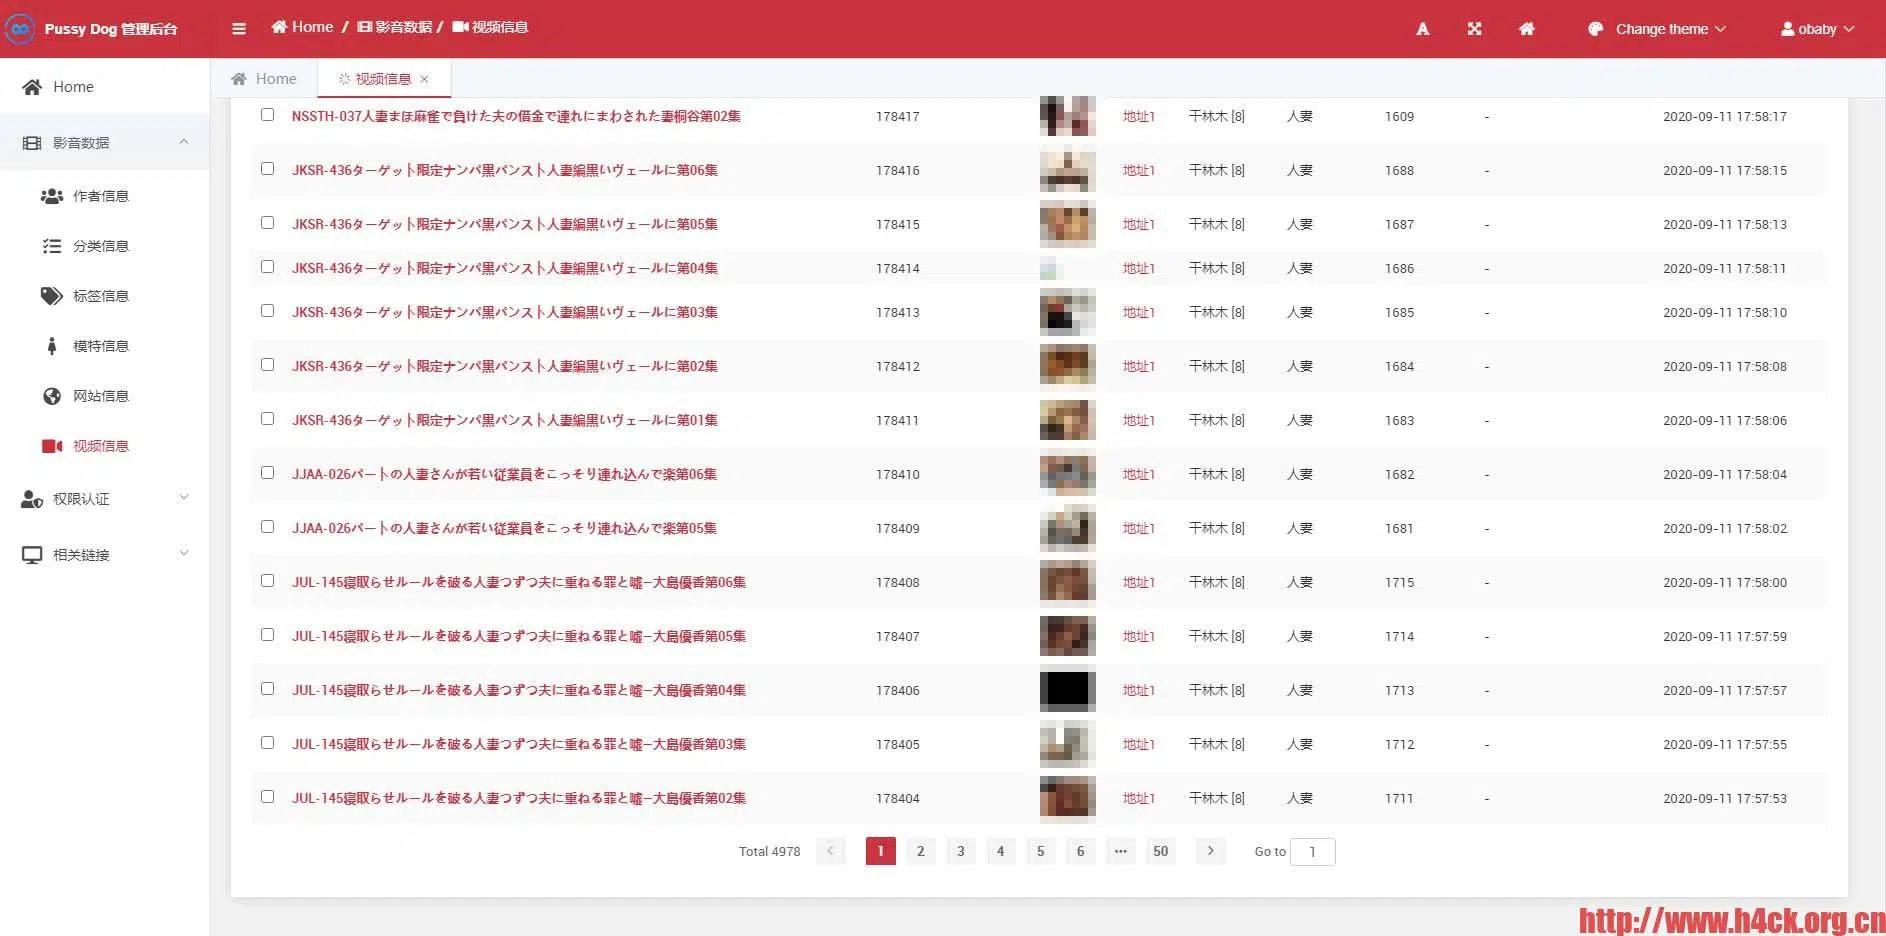 Pussy Dog 管理后台
Home / 影音数据 / 视频信息
Change theme
obaby
Home
视频信息
Home
影音数据
作者信息
分类信息
标签信息
模特信息
网站信息
视频信息
权限认证
相关链接
NSSTH-037人妻まほ麻雀で負けた夫の借金で連れにまわされた妻桐谷第02集 178417 地址1 干林木 [8] 人妻 1609 - 2020-09-11 17:58:17
JKSR-436ターゲット限定ナンパ黒パンスト人妻編黒いヴェールに第06集 178416 地址1 干林木 [8] 人妻 1688 - 2020-09-11 17:58:15
JKSR-436ターゲット限定ナンパ黒パンスト人妻編黒いヴェールに第05集 178415 地址1 干林木 [8] 人妻 1687 - 2020-09-11 17:58:13
JKSR-436ターゲット限定ナンパ黒パンスト人妻編黒いヴェールに第04集 178414 地址1 干林木 [8] 人妻 1686 - 2020-09-11 17:58:11
JKSR-436ターゲット限定ナンパ黒パンスト人妻編黒いヴェールに第03集 178413 地址1 干林木 [8] 人妻 1685 - 2020-09-11 17:58:10
JKSR-436ターゲット限定ナンパ黒パンスト人妻編黒いヴェールに第02集 178412 地址1 干林木 [8] 人妻 1684 - 2020-09-11 17:58:08
JKSR-436ターゲット限定ナンパ黒パンスト人妻編黒いヴェールに第01集 178411 地址1 干林木 [8] 人妻 1683 - 2020-09-11 17:58:06
JJAA-026パートの人妻さんが若い従業員をこっそり連れ込んで楽第06集 178410 地址1 干林木 [8] 人妻 1682 - 2020-09-11 17:58:04
JJAA-026パートの人妻さんが若い従業員をこっそり連れ込んで楽第05集 178409 地址1 干林木 [8] 人妻 1681 - 2020-09-11 17:58:02
JUL-145寝取らせルールを破る人妻つずつ夫に重ねる罪と嘘–大島優香第06集 178408 地址1 干林木 [8] 人妻 1715 - 2020-09-11 17:58:00
JUL-145寝取らせルールを破る人妻つずつ夫に重ねる罪と嘘–大島優香第05集 178407 地址1 干林木 [8] 人妻 1714 - 2020-09-11 17:57:59
JUL-145寝取らせルールを破る人妻つずつ夫に重ねる罪と嘘–大島優香第04集 178406 地址1 干林木 [8] 人妻 1713 - 2020-09-11 17:57:57
JUL-145寝取らせルールを破る人妻つずつ夫に重ねる罪と嘘–大島優香第03集 178405 地址1 干林木 [8] 人妻 1712 - 2020-09-11 17:57:55
JUL-145寝取らせルールを破る人妻つずつ夫に重ねる罪と嘘–大島優香第02集 178404 地址1 干林木 [8] 人妻 1711 - 2020-09-11 17:57:53
Total 4978 1 2 3 4 5 6 ••• 50 Go to 1
http://www.h4ck.org.cn